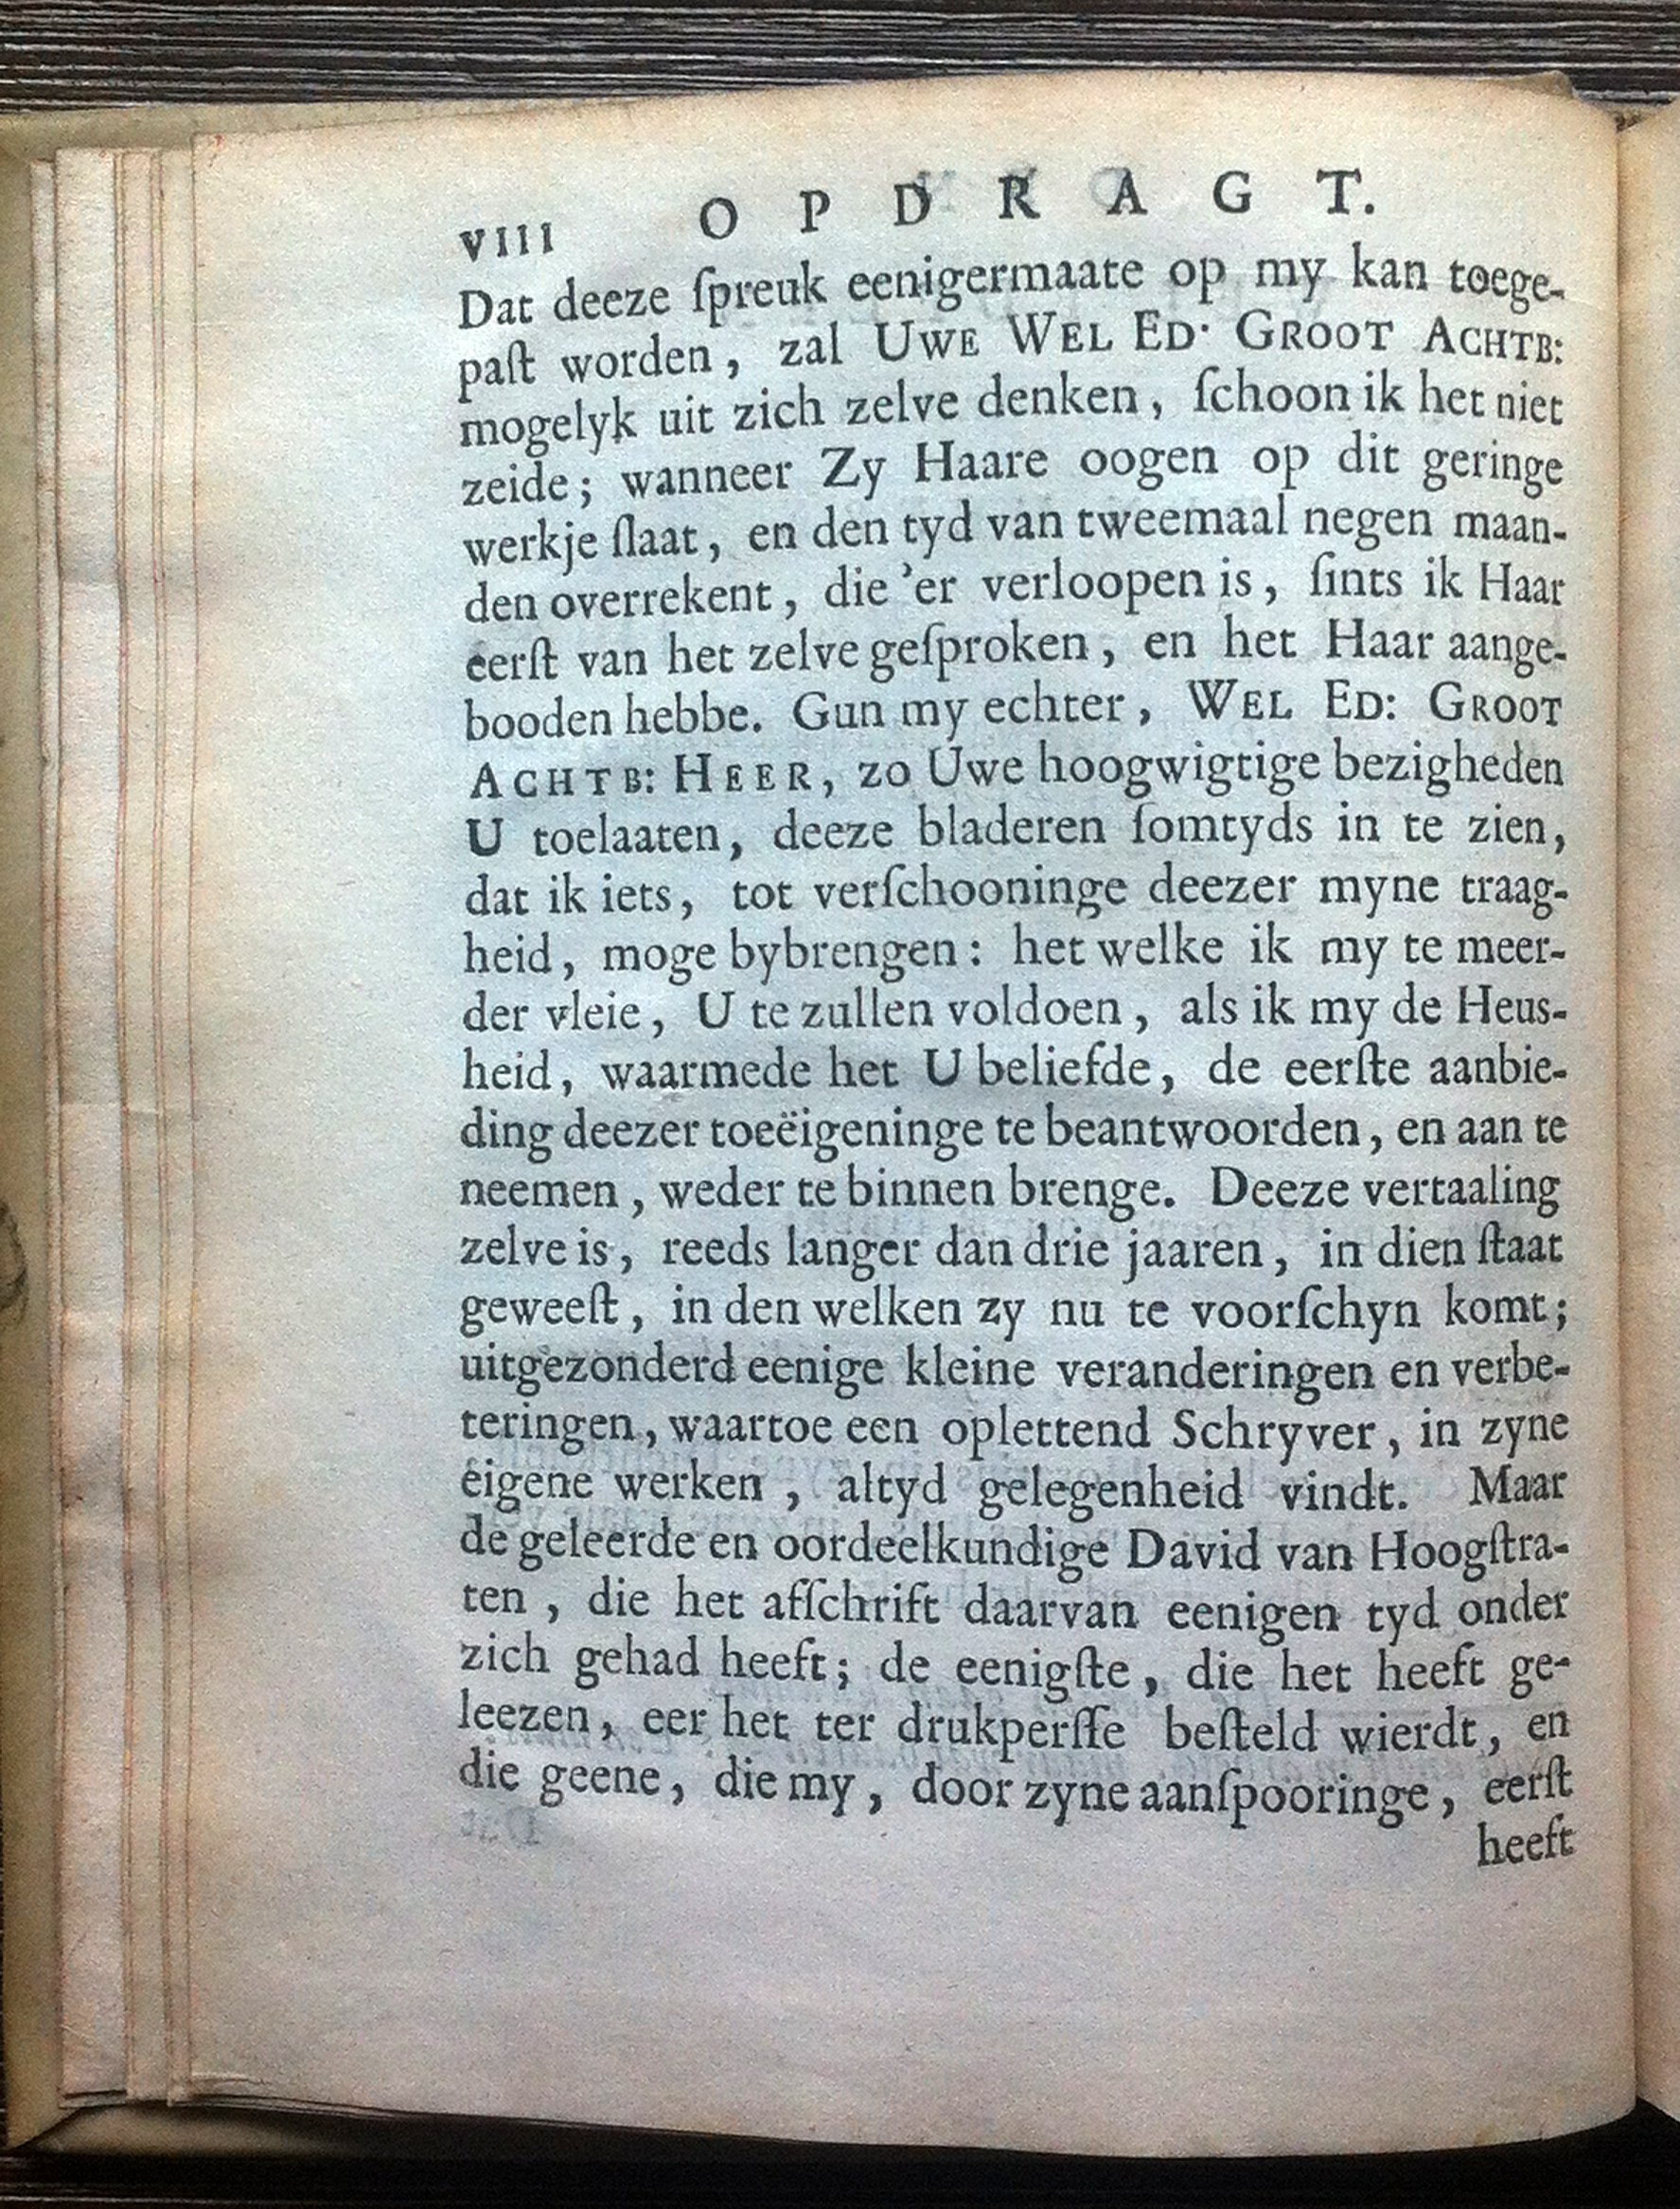 VIII O P D R A G T.
Dat deeze ſpreuk eenigermaate op my kan toege-
paſt worden, zal UWE WEL ED· GROOT ACHTB:
mogelyk uit zich zelve denken, ſchoon ik het niet
zeide; wanneer Zy Haare oogen op dit geringe
werkje ſlaat, en den tyd van tweemaal negen maan-
den overrekent, die 'er verloopen is, ſints ik Haar
eerſt van het zelve geſproken, en het Haar aange-
booden hebbe. Gun my echter, WEL ED: GROOT
ACHTB: HEER, zo Uwe hoogwigtige bezigheden
U toelaaten, deeze bladeren ſomtyds in te zien,
dat ik iets, tot verſchooninge deezer myne traag-
heid, moge bybrengen: het welke ik my te meer-
der vleie, U te zullen voldoen, als ik my de Heus-
heid, waarmede het U beliefde, de eerſte aanbie-
ding deezer toeëigeninge te beantwoorden, en aan te
neemen, weder te binnen brenge. Deeze vertaaling
zelve is, reeds langer dan drie jaaren, in dien ſtaat
geweeſt, in den welken zy nu te voorſchyn komt;
uitgezonderd eenige kleine veranderingen en verbe-
teringen, waartoe een oplettend Schryver, in zyne
eigene werken, altyd gelegenheid vindt. Maar
de geleerde en oordeelkundige David van Hoogſtra-
ten, die het afſchrift daarvan eenigen tyd onder
zich gehad heeft; de eenigſte, die het heeft ge-
leezen, eer het ter drukperſſe beſteld wierdt, en
die geene, die my, door zyne aanſpooringe, eerſt
heeft